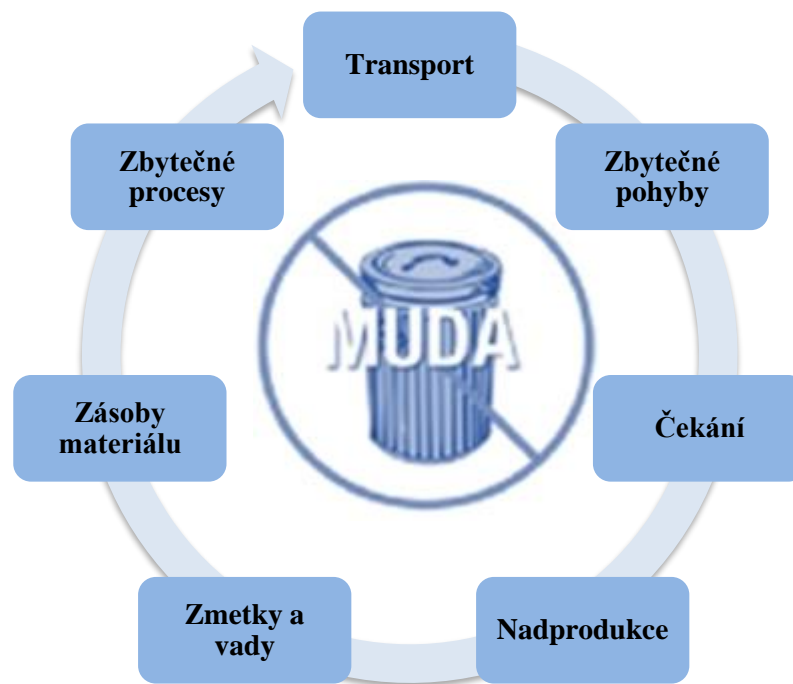 Transport
Zbytečné
pohyby
Čekání
Nadprodukce
Zmetky a
vady
Zásoby
materiálu
Zbytečné
procesy
MUDA